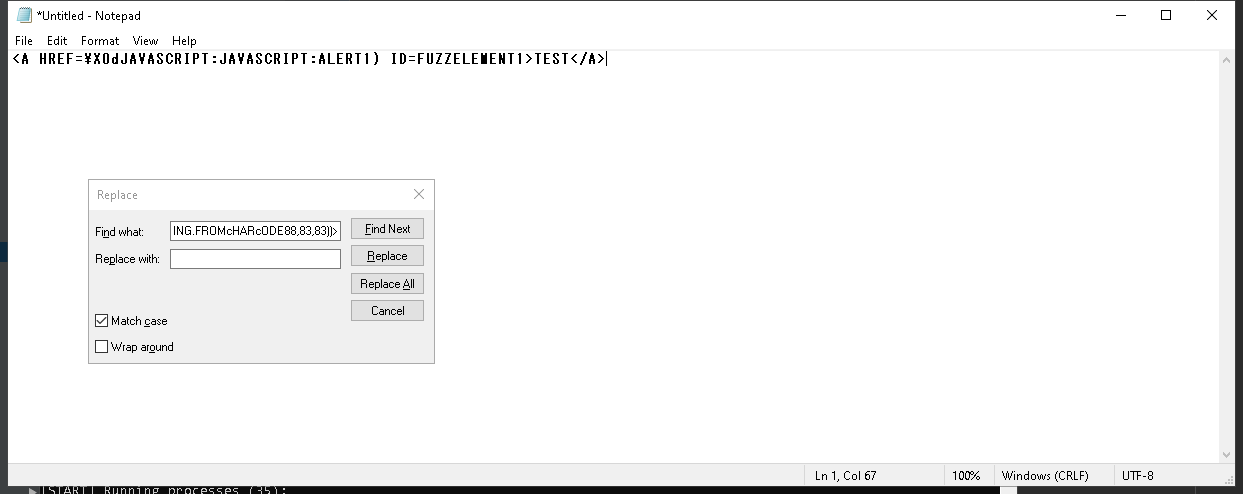 *Untitled - Notepad
File Edit Format View Help
<A HREF=¥X0dJAVASCRIPT:JAVASCRIPT:ALERT1) ID=FUZZELEMENT1>TEST</A>
Replace
Find what: ING.FROMcHARcODE88,83,83))> Find Next
Replace with: Replace
Replace All
Cancel
Match case
Wrap around
Ln 1, Col 67 100% Windows (CRLF) UTF-8
[START] Running processes (35):